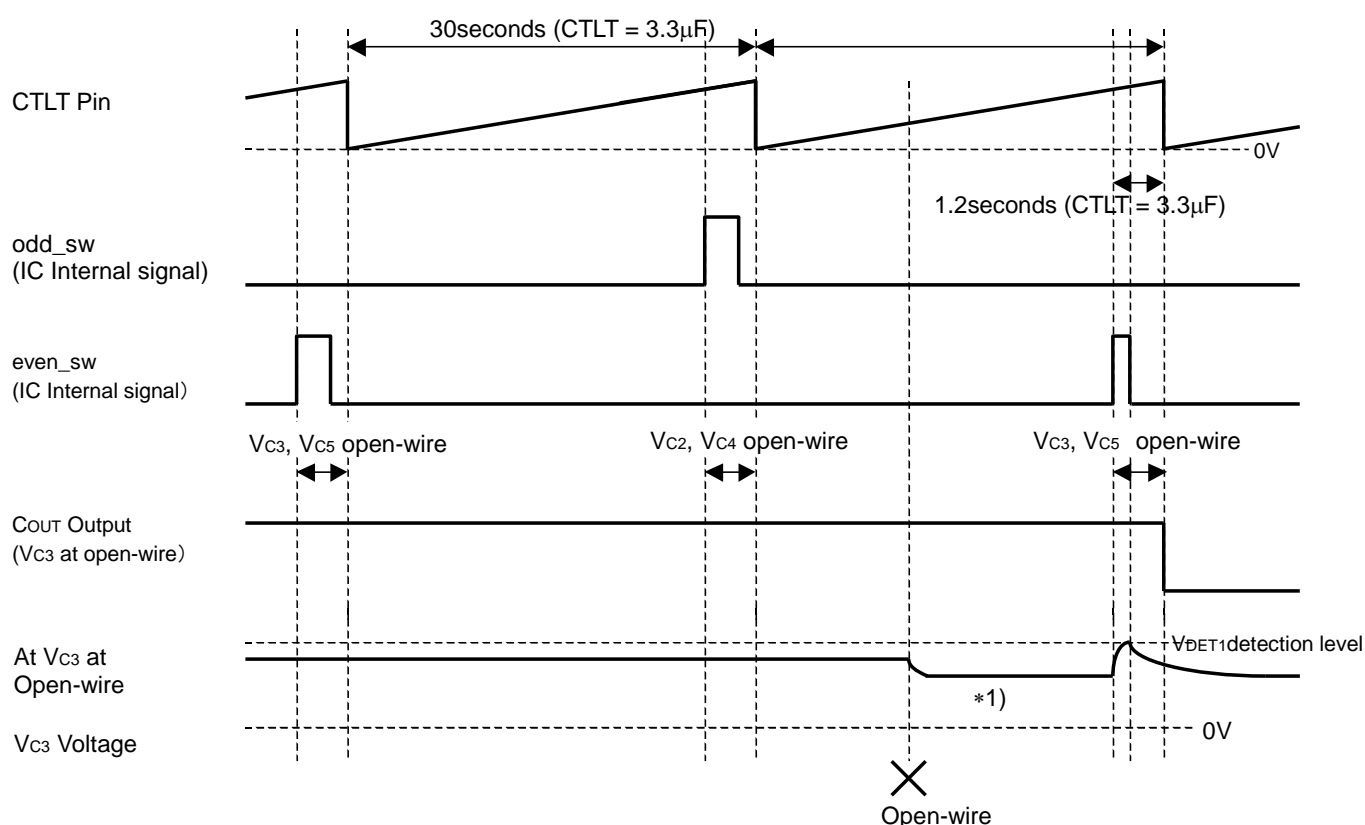 30seconds (CTLT = 3.3μF)
CTLT Pin
0V
1.2seconds (CTLT = 3.3μF)
odd_sw
(IC Internal signal)
even_sw
(IC Internal signal）
VC3, VC5 open-wire
VC2, VC4 open-wire
VC3, VC5 open-wire
COUT Output
(VC3 at open-wire）
VDET1detection level
At VC3 at
Open-wire
*1)
0V
VC3 Voltage
Open-wire